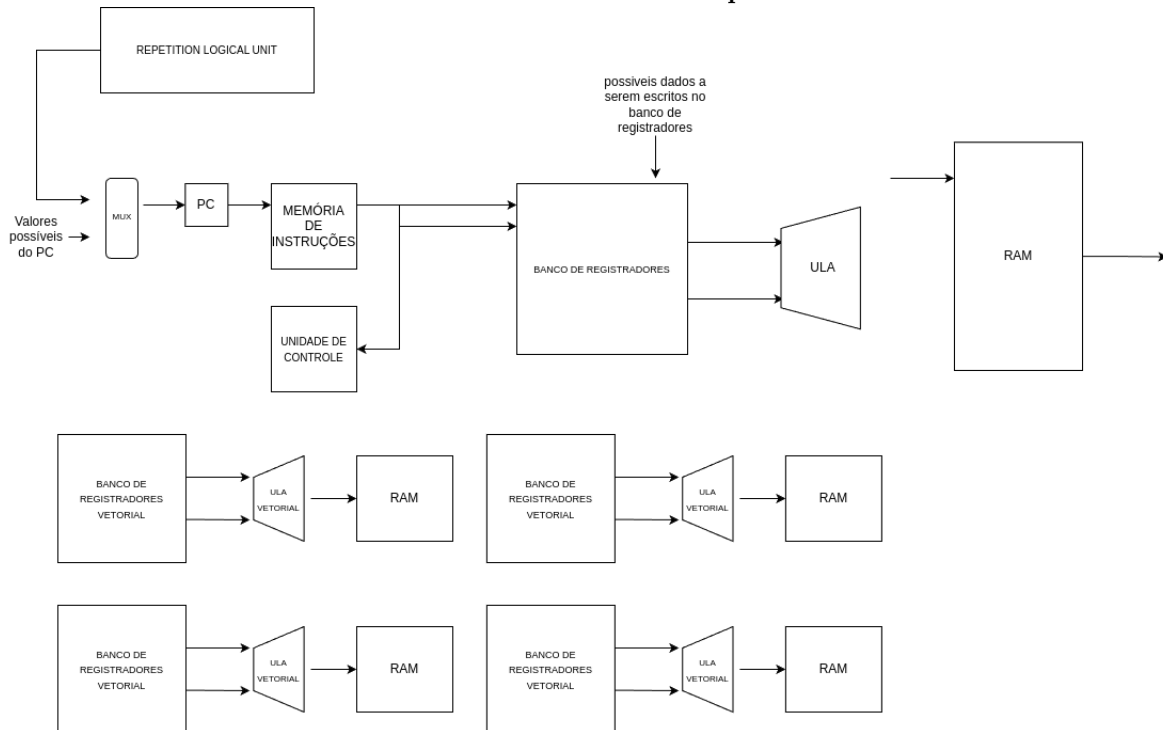 REPETITION LOGICAL UNIT
possiveis dados a
serem escritos no
banco de
registradores
MUX
PC
MEMÓRIA
DE
INSTRUÇÕES
Valores
possíveis
do PC
BANCO DE REGISTRADORES
ULA
RAM
UNIDADE DE
CONTROLE
BANCO DE
REGISTRADORES
VETORIAL
ULA
VETORIAL
RAM
BANCO DE
REGISTRADORES
VETORIAL
ULA
VETORIAL
RAM
BANCO DE
REGISTRADORES
VETORIAL
ULA
VETORIAL
RAM
BANCO DE
REGISTRADORES
VETORIAL
ULA
VETORIAL
RAM